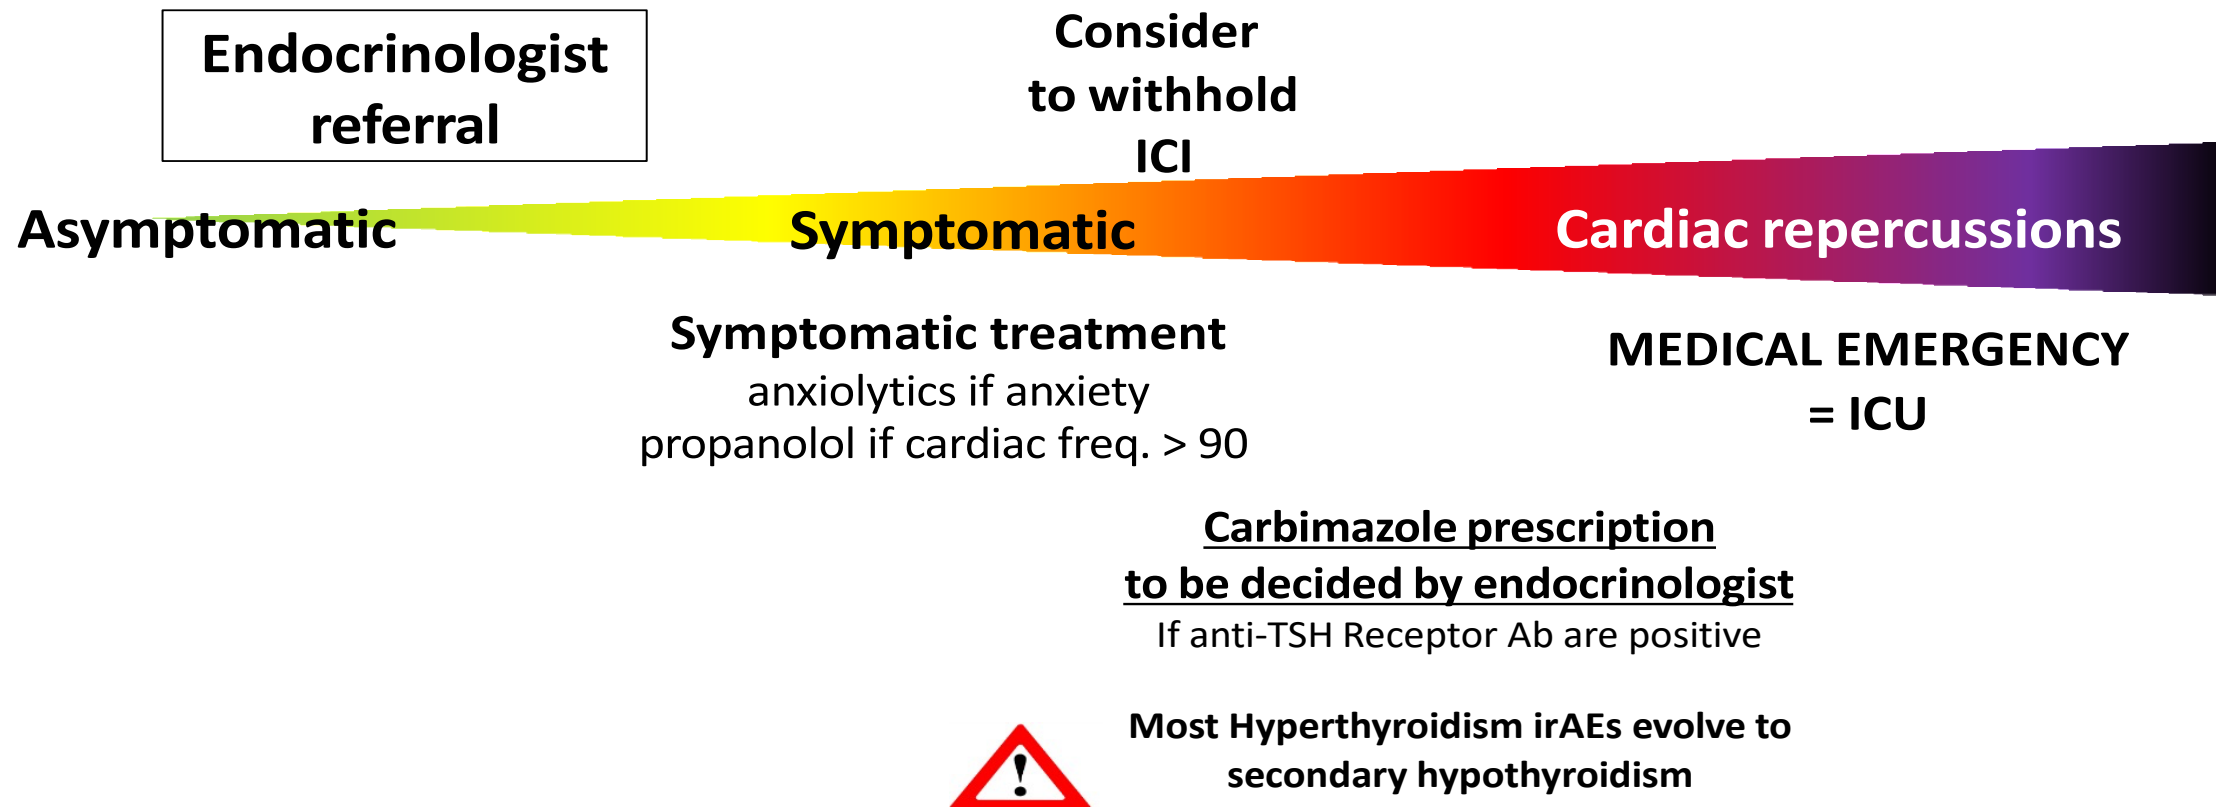 Endocrinologist
referral
Consider
to withhold
ICI
Asymptomatic
Symptomatic
Cardiac repercussions
Symptomatic treatment
anxiolytics if anxiety
propanolol if cardiac freq. > 90
MEDICAL EMERGENCY
= ICU
Carbimazole prescription
to be decided by endocrinologist
If anti-TSH Receptor Ab are positive
!
Most Hyperthyroidism irAEs evolve to
secondary hypothyroidism